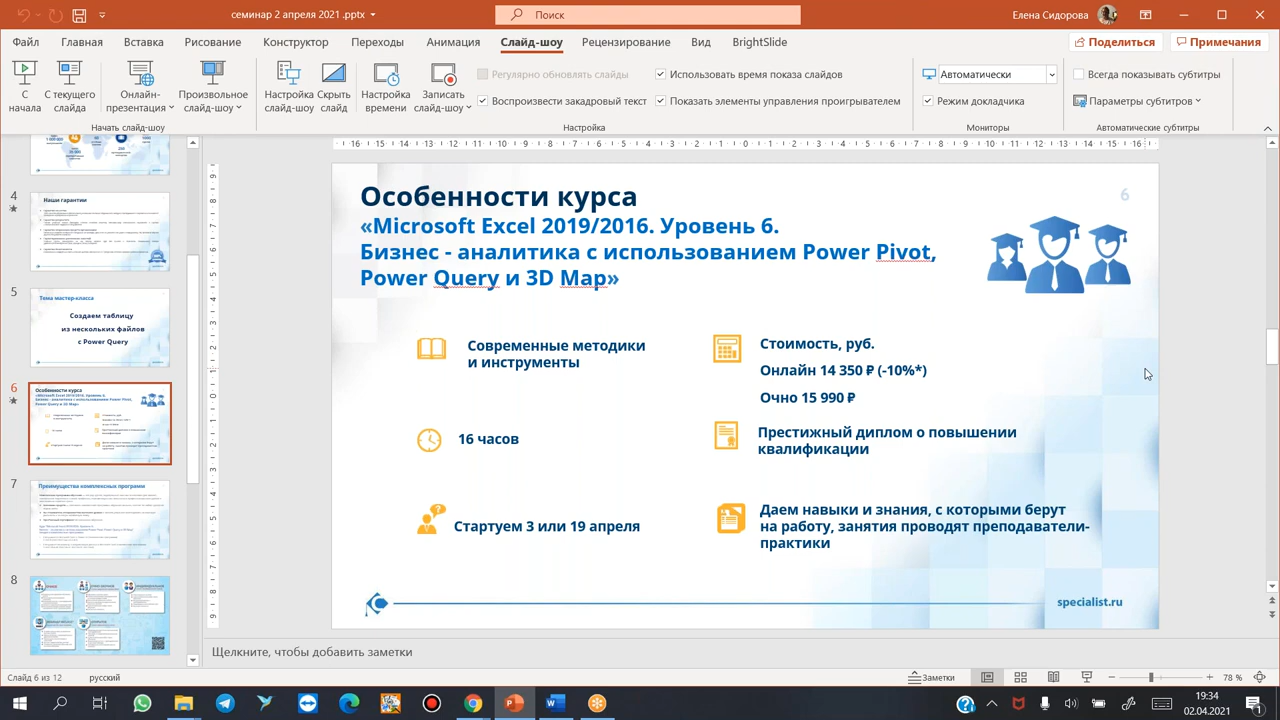 семинар 2 апреля 2021 .pptx
Поиск
Елена Сидорова
Файл Главная Вставка Рисование Конструктор Переходы Анимация Слайд-шоу Рецензирование Вид BrightSlide
Поделиться Примечания
С начала
С текущего слайда
Онлайн-презентация
Произвольное слайд-шоу
Начать слайд-шоу
Настройка слайд-шоу
Скрыть слайд
Настройка времени
Записать слайд-шоу
Регулярно обновлять слайды
Воспроизвести закадровый текст
Использовать время показа слайдов
Показать элементы управления проигрывателем
Настройка
Автоматически
Режим докладчика
Мониторы
Всегда показывать субтитры
Параметры субтитров
Автоматические субтитры
4
Наши гарантии
5
Тема мастер-класса
Создаем таблицу
из нескольких файлов
с Power Query
6
7
Преимущества комплексных программ
8
Особенности курса
6
«Microsoft Excel 2019/2016. Уровень 6.
Бизнес - аналитика с использованием Power Pivot,
Power Query и 3D Map»
Современные методики
и инструменты
16 часов
Стартуем 3 или 19 апреля
Стоимость, руб.
Онлайн 14 350 ₽ (-10%*)
Очно 15 990 ₽
Престижный диплом о повышении
квалификации
Даем навыки и знания, с которыми берут
на работу, занятия проводят преподаватели-
практики
specialist.ru
Щелкните, чтобы добавить заметки
Слайд 6 из 12 русский Заметки 78 %
19:34
02.04.2021